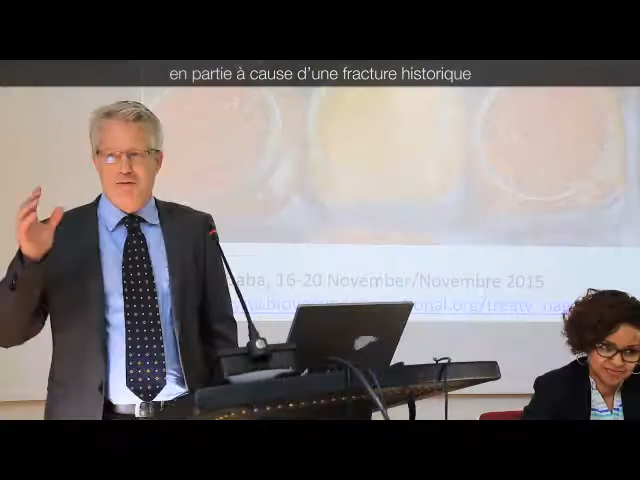 en partie à cause d'une fracture historique
aba, 16-20 November/Novembre 2015